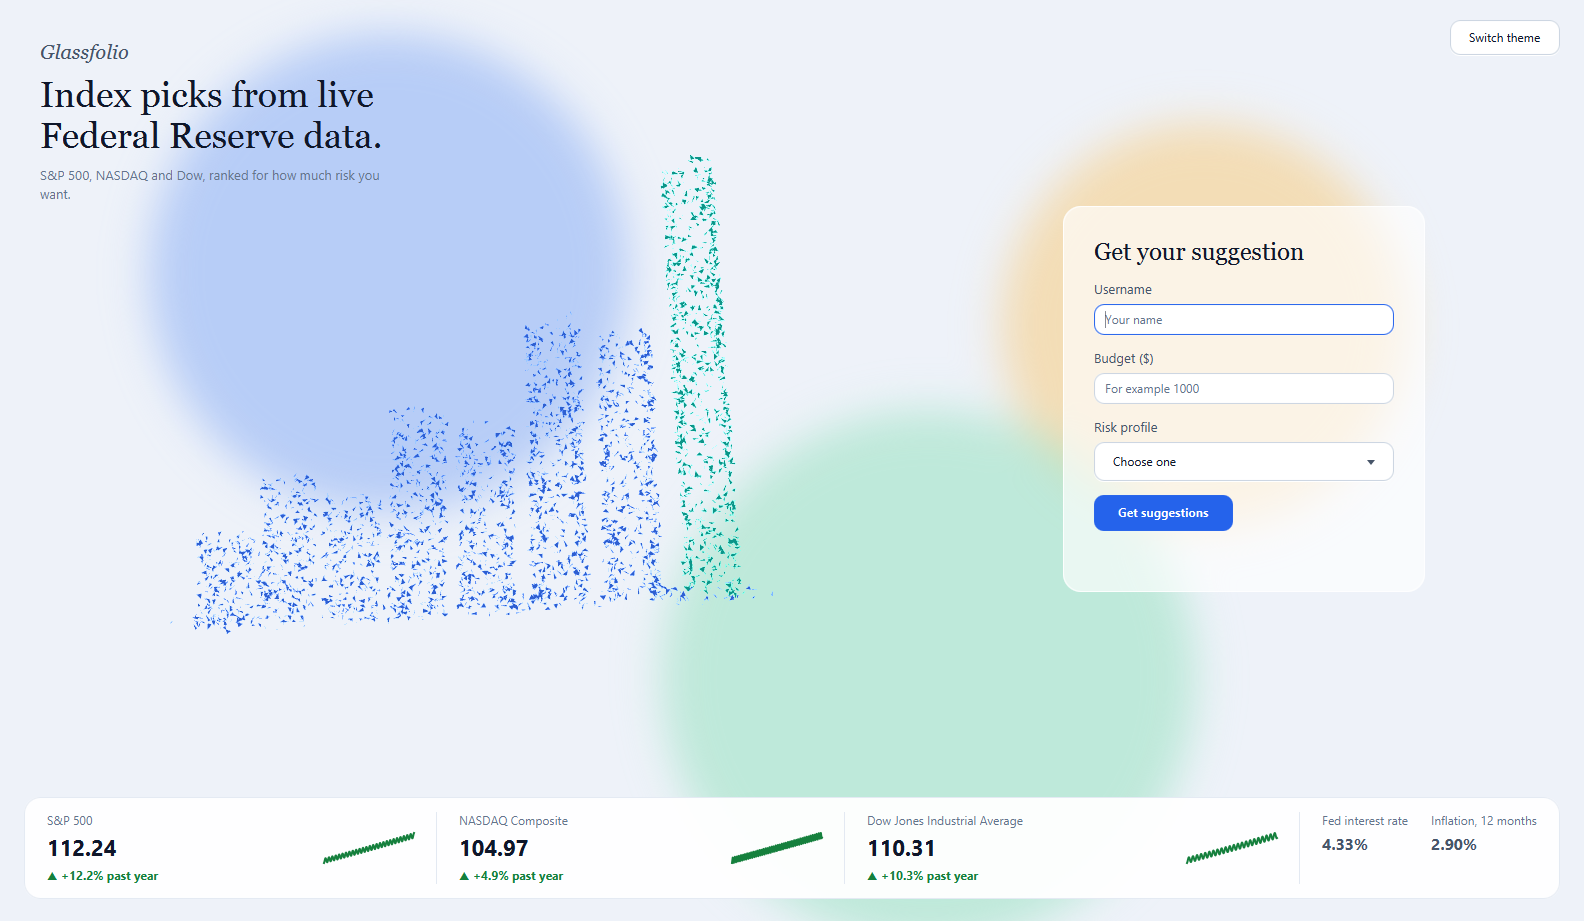 Glassfolio
Index picks from live
Federal Reserve data.
S&P 500, NASDAQ and Dow, ranked for how much risk you
want.
Switch theme
Get your suggestion
Username
Your name
Budget ($)
For example 1000
Risk profile
Choose one
Get suggestions
S&P 500
112.24
▲ +12.2% past year
NASDAQ Composite
104.97
▲ +4.9% past year
Dow Jones Industrial Average
110.31
▲ +10.3% past year
Fed interest rate
4.33%
Inflation, 12 months
2.90%